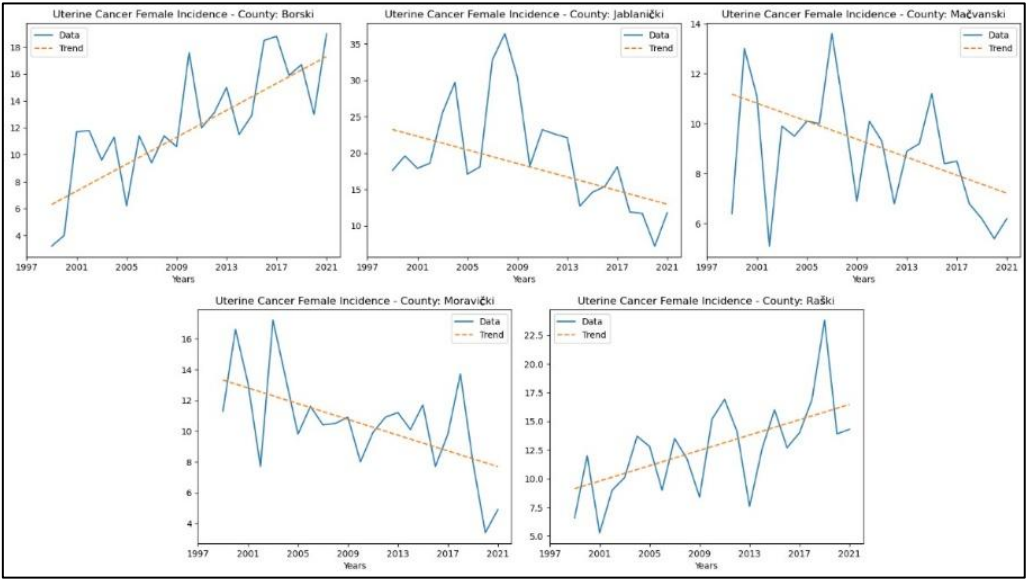 Uterine Cancer Female Incidence - County: Borski
Data
Trend
18
16
14
12
10
8
6
4
1997 2001 2005 2009 2013 2017 2021
Years
Uterine Cancer Female Incidence - County: Jablanički
Data
Trend
35
30
25
20
15
10
1997 2001 2005 2009 2013 2017 2021
Years
Uterine Cancer Female Incidence - County: Mačvanski
Data
Trend
14
12
10
8
6
1997 2001 2005 2009 2013 2017 2021
Years
Uterine Cancer Female Incidence - County: Moravički
Data
Trend
16
14
12
10
8
6
4
1997 2001 2005 2009 2013 2017 2021
Years
Uterine Cancer Female Incidence - County: Raški
Data
Trend
22.5
20.0
17.5
15.0
12.5
10.0
7.5
5.0
1997 2001 2005 2009 2013 2017 2021
Years